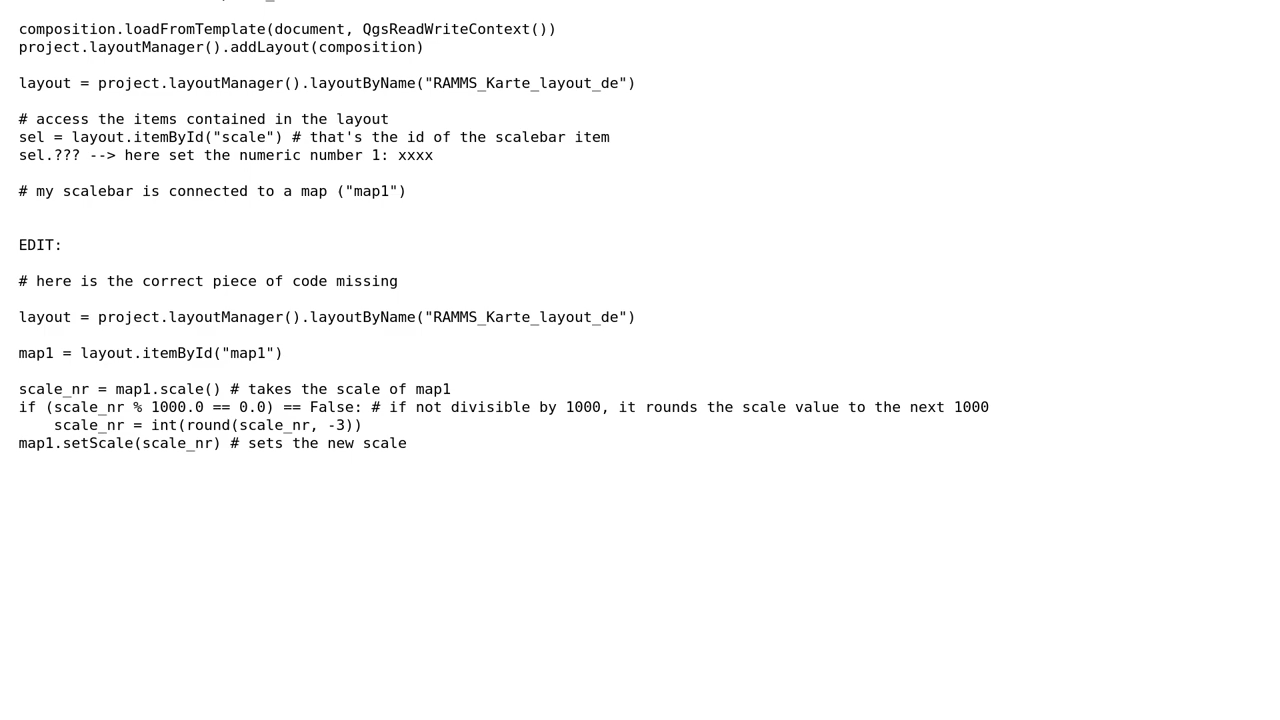 composition.loadFromTemplate(document, QgsReadWriteContext())
project.layoutManager().addLayout(composition)
layout = project.layoutManager().layoutByName("RAMMS_Karte_layout_de")
# access the items contained in the layout
sel = layout.itemById("scale") # that's the id of the scalebar item
sel.??? --> here set the numeric number 1: xxxx
# my scalebar is connected to a map ("map1")
EDIT:
# here is the correct piece of code missing
layout = project.layoutManager().layoutByName("RAMMS_Karte_layout_de")
map1 = layout.itemById("map1")
scale_nr = map1.scale() # takes the scale of map1
if (scale_nr % 1000.0 == 0.0) == False: # if not divisible by 1000, it rounds the scale value to the next 1000
    scale_nr = int(round(scale_nr, -3))
map1.setScale(scale_nr) # sets the new scale